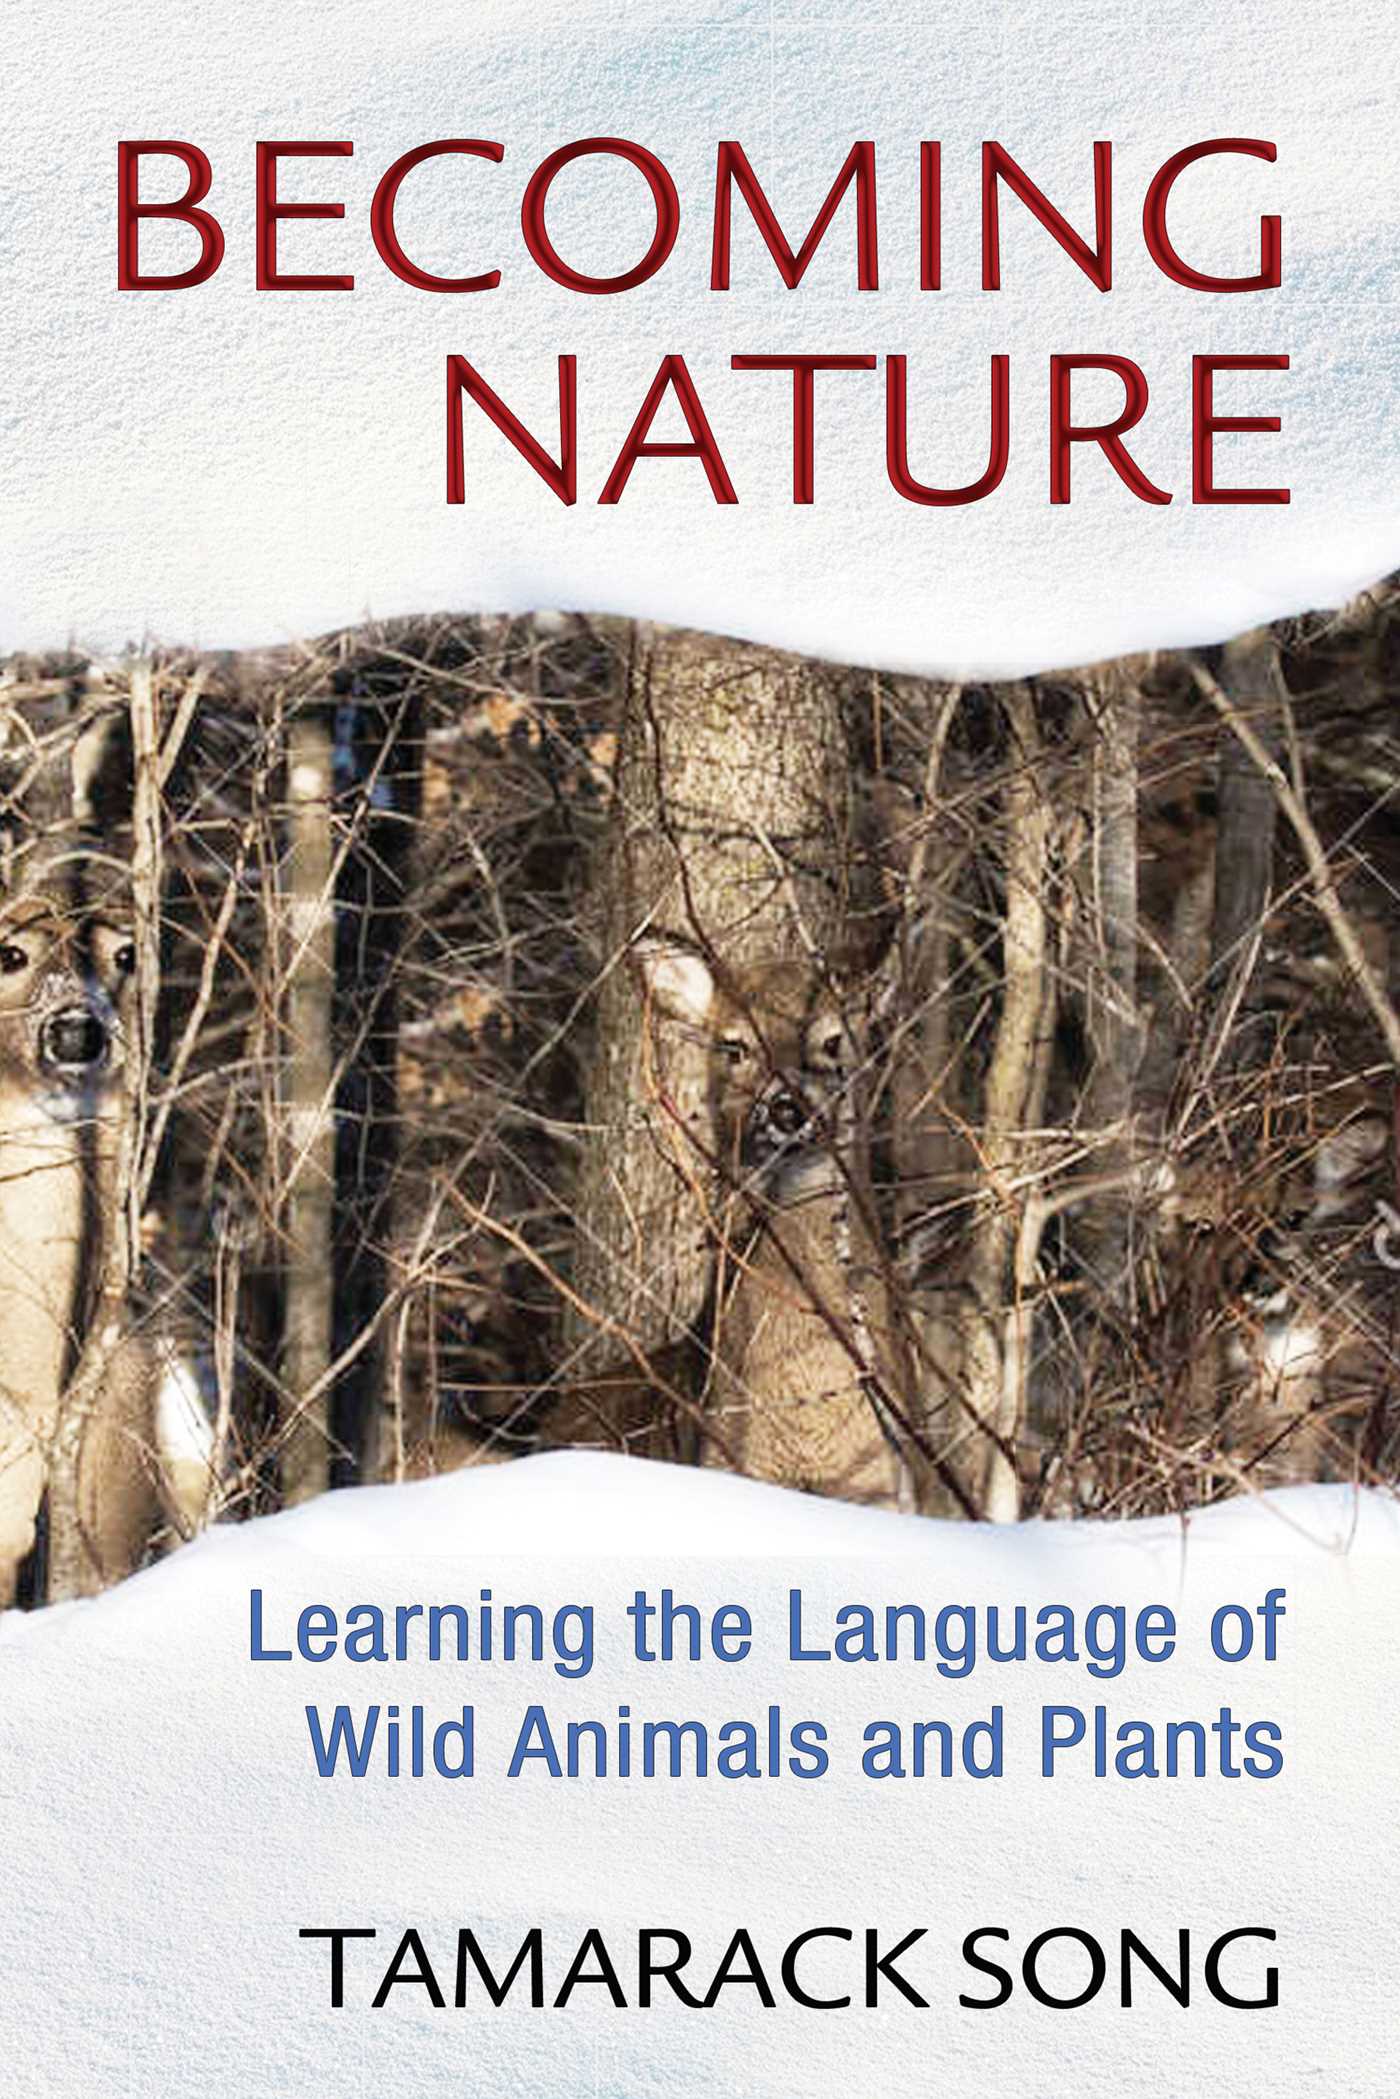 BECOMING
NATURE
Learning the Language of
Wild Animals and Plants
TAMARACK SONG